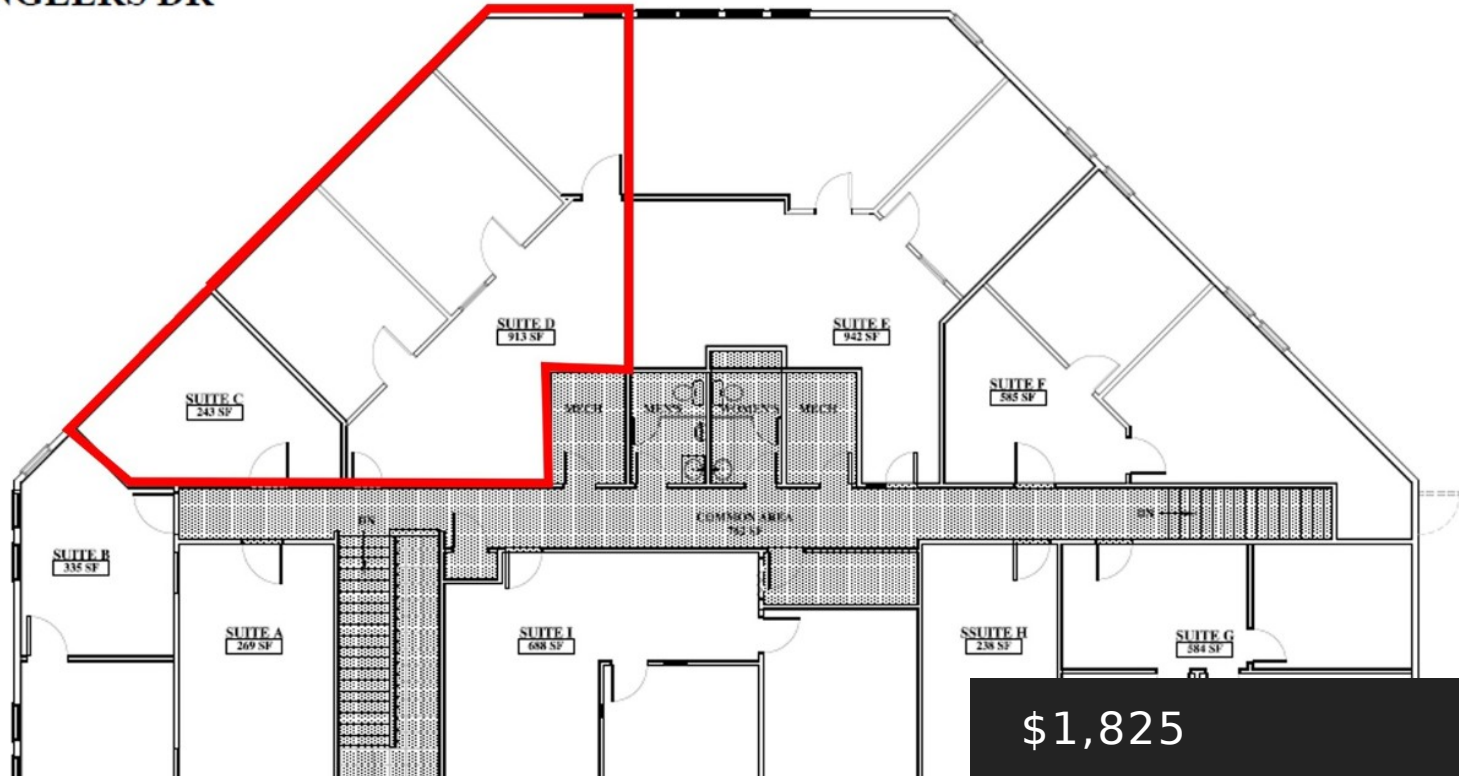 DR
SUITE D
913 SF
SUITE E
942 SF
SUITE C
243 SF
SUITE F
585 SF
MECH
MEN'S
WOMEN'S
MECH
COMMON AREA
762 SF
DN
DN
SUITE B
335 SF
SUITE A
269 SF
SUITE I
688 SF
SSUITE H
238 SF
SUITE G
584 SF
$1,825